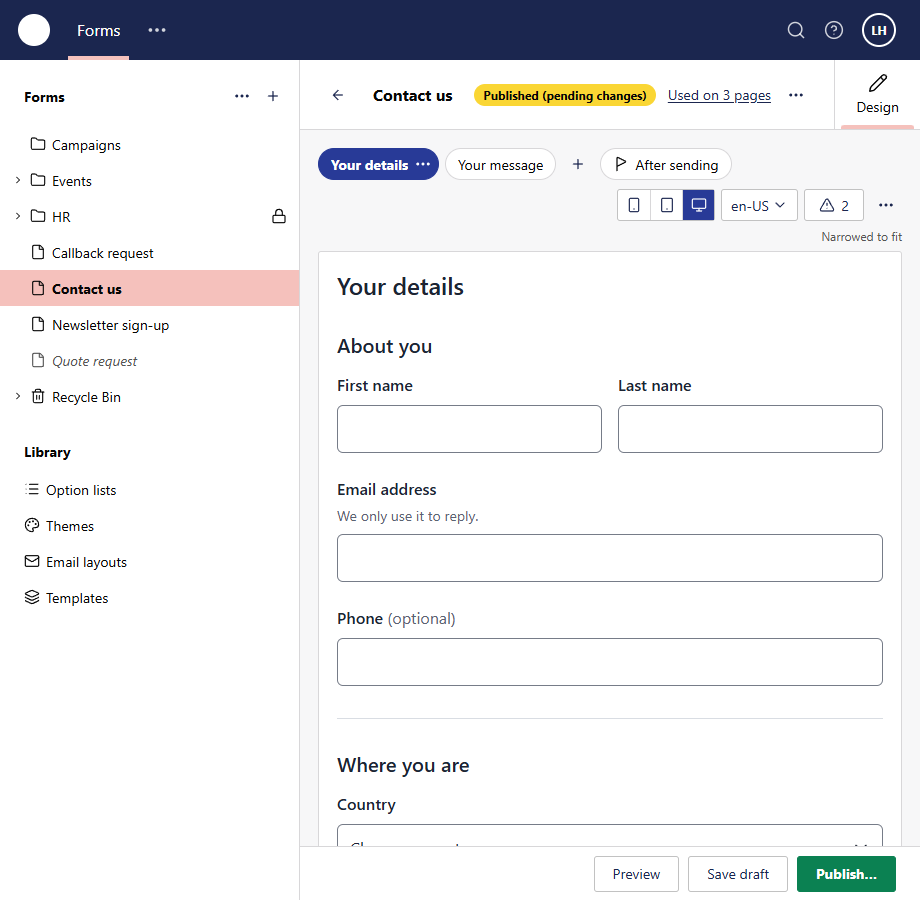 Forms
LH
Forms
Campaigns
Events
HR
Callback request
Contact us
Newsletter sign-up
Quote request
Recycle Bin
Library
Option lists
Themes
Email layouts
Templates
Contact us
Published (pending changes)
Used on 3 pages
Design
Your details
Your message
After sending
en-US
2
Narrowed to fit
Your details
About you
First name Last name
Email address
We only use it to reply.
Phone (optional)
Where you are
Country
Preview
Save draft
Publish...